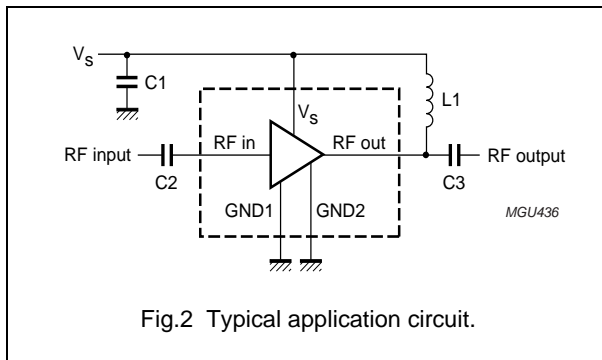 Vs
C1
L1
Vs
RF input
RF in
RF out
RF output
C2
C3
GND1
GND2
MGU436
Fig.2 Typical application circuit.